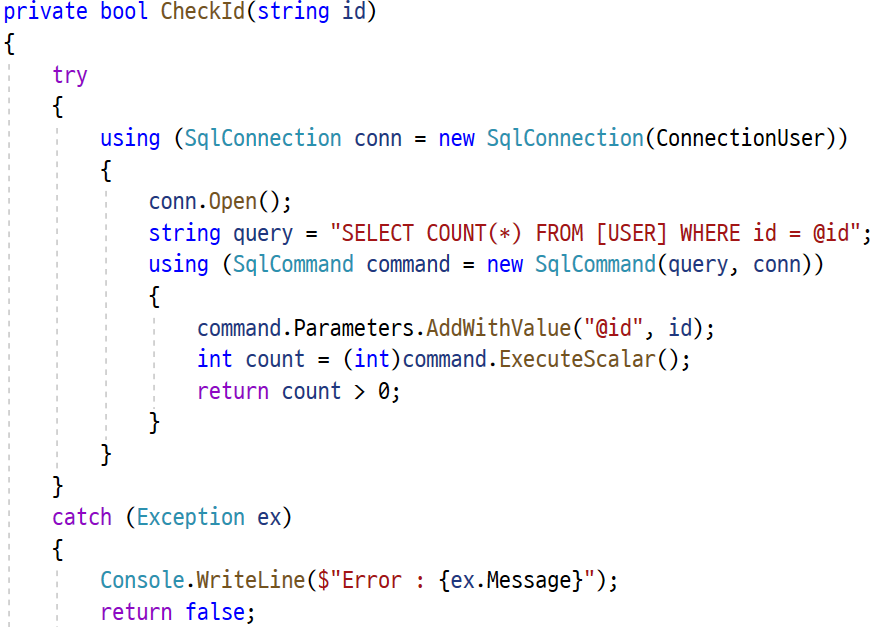 private bool CheckId(string id)
{
try
{
using (SqlConnection conn = new SqlConnection(ConnectionUser))
{
conn.Open();
string query = "SELECT COUNT(*) FROM [USER] WHERE id = @id";
using (SqlCommand command = new SqlCommand(query, conn))
{
command.Parameters.AddWithValue("@id", id);
int count = (int)command.ExecuteScalar();
return count > 0;
}
}
}
catch (Exception ex)
{
Console.WriteLine($"Error : {ex.Message}");
return false;